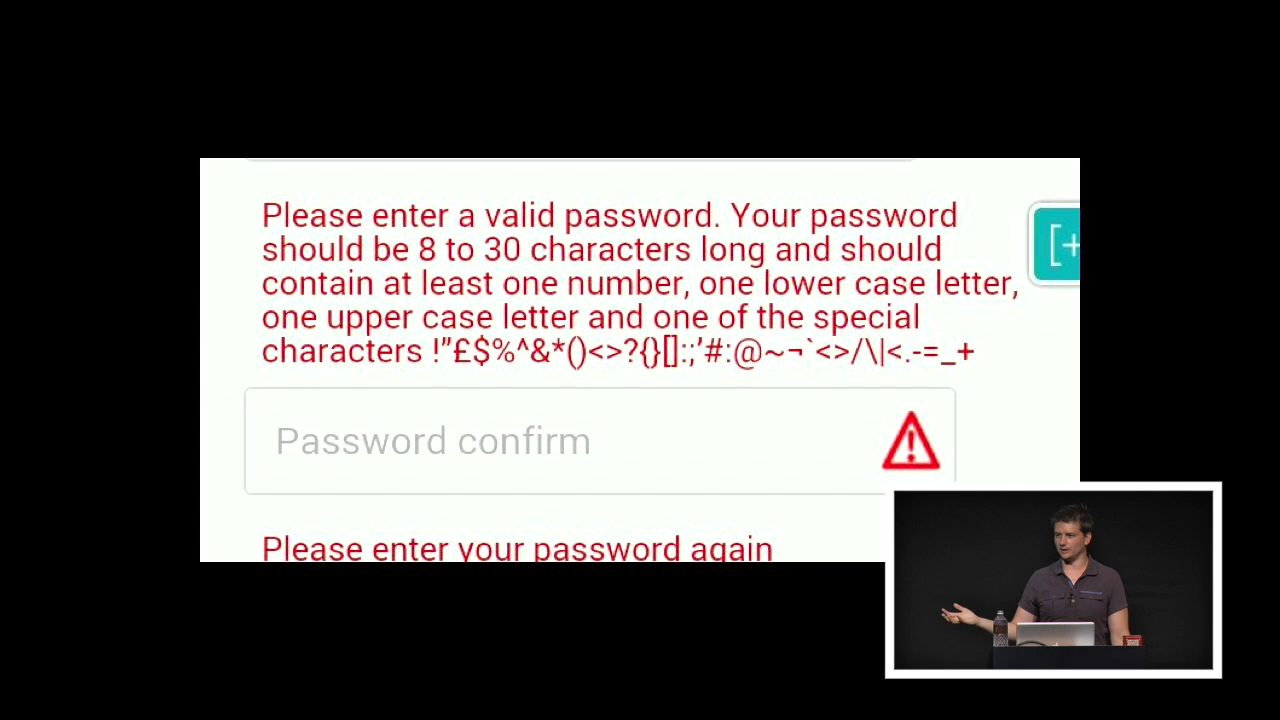 Please enter a valid password. Your password
should be 8 to 30 characters long and should
contain at least one number, one lower case letter,
one upper case letter and one of the special
characters !”£$%^&*()<>?{}[]:;’#:@~¬`<>/\|<.-=_+
[+
Password confirm
Please enter your password again